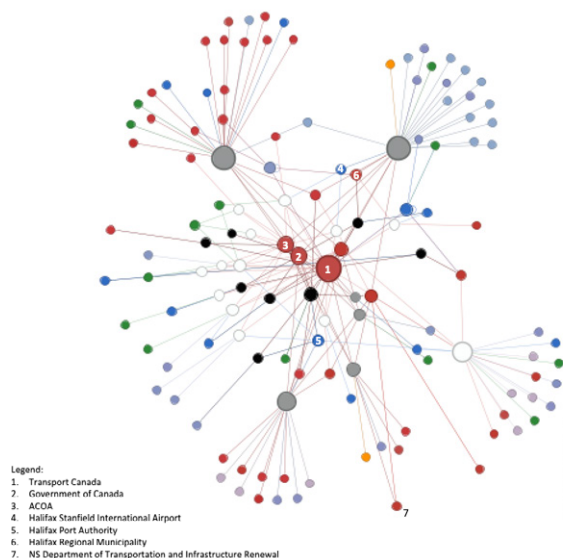 4
6
3
2
1
5
7
Legend:
1. Transport Canada
2. Government of Canada
3. ACOA
4. Halifax Stanfield International Airport
5. Halifax Port Authority
6. Halifax Regional Municipality
7. NS Department of Transportation and Infrastructure Renewal